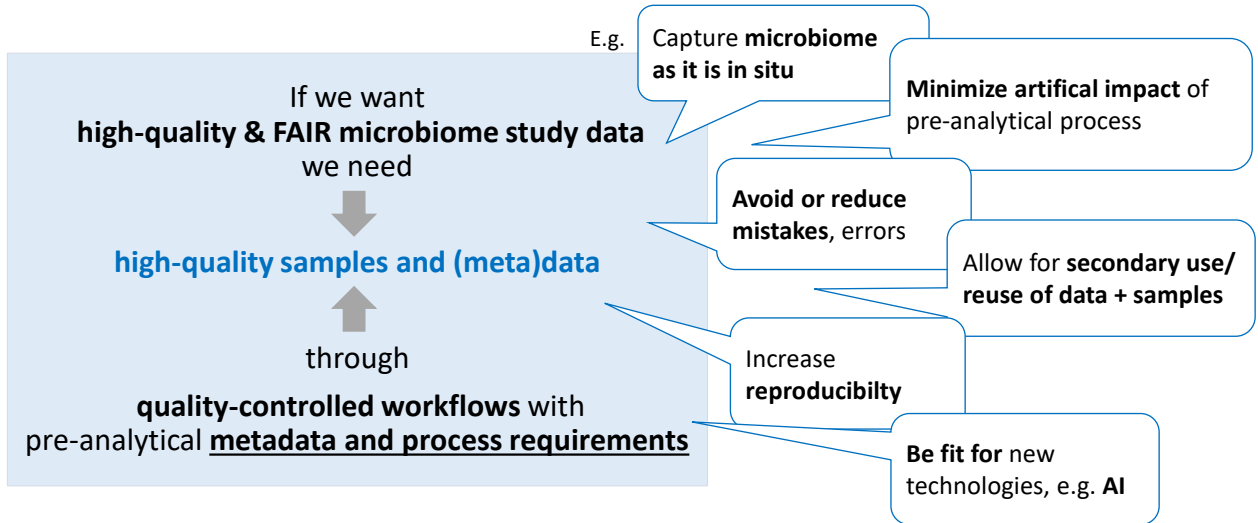 If we want
high-quality & FAIR microbiome study data
we need
high-quality samples and (meta)data
through
quality-controlled workflows with
pre-analytical metadata and process requirements
E.g.
Capture microbiome
as it is in situ
Minimize artifical impact of
pre-analytical process
Avoid or reduce
mistakes, errors
Allow for secondary use/
reuse of data + samples
Increase
reproducibilty
Be fit for new
technologies, e.g. AI